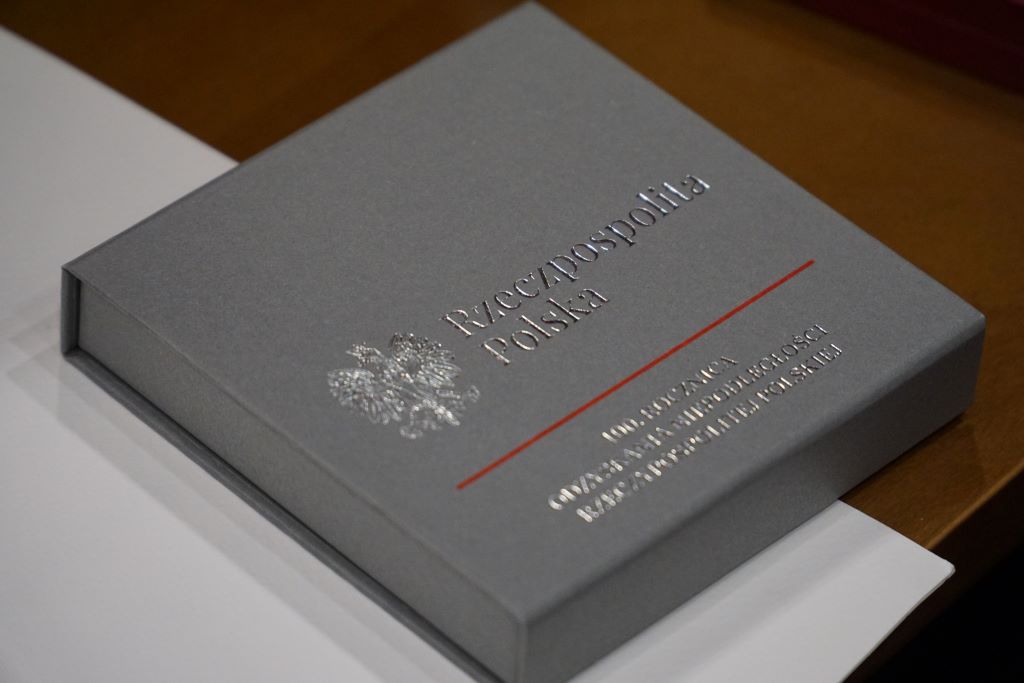 Rzeczpospolita
Polska
100. ROCZNICA
ODZYSKANIA NIEPODLEGŁOŚCI
RZECZYPOSPOLITEJ POLSKIEJ